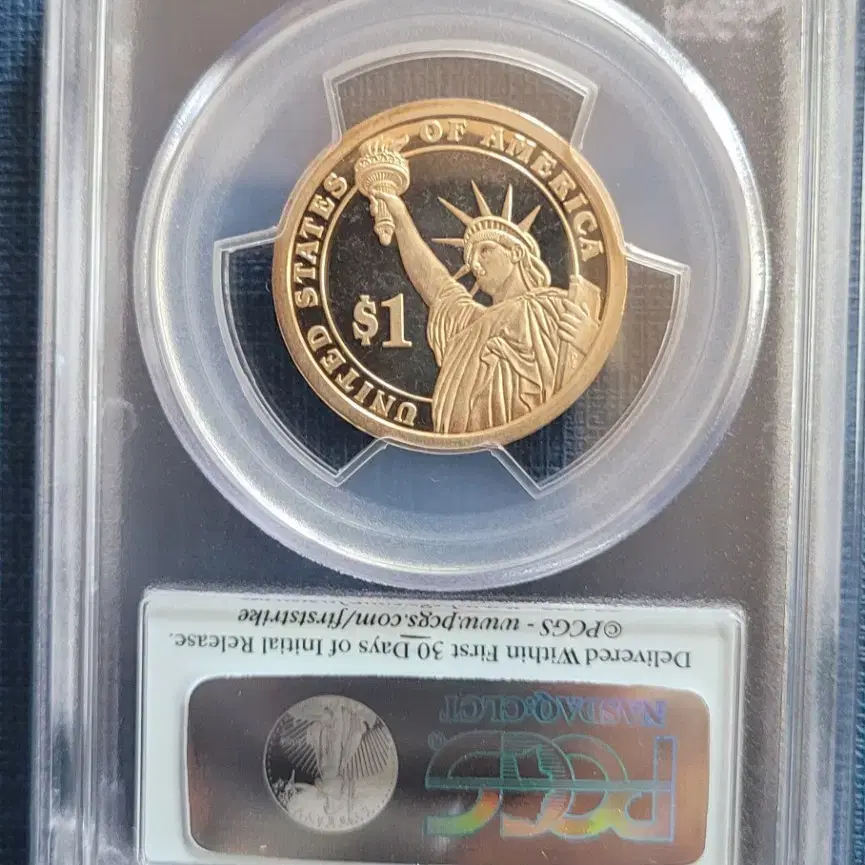 UNITED STATES OF AMERICA
$1
Delivered Within First 30 Days of Initial Release.
©PCGS - www.pcgs.com/firststrike
NASDAQ:CLCT
PCGS